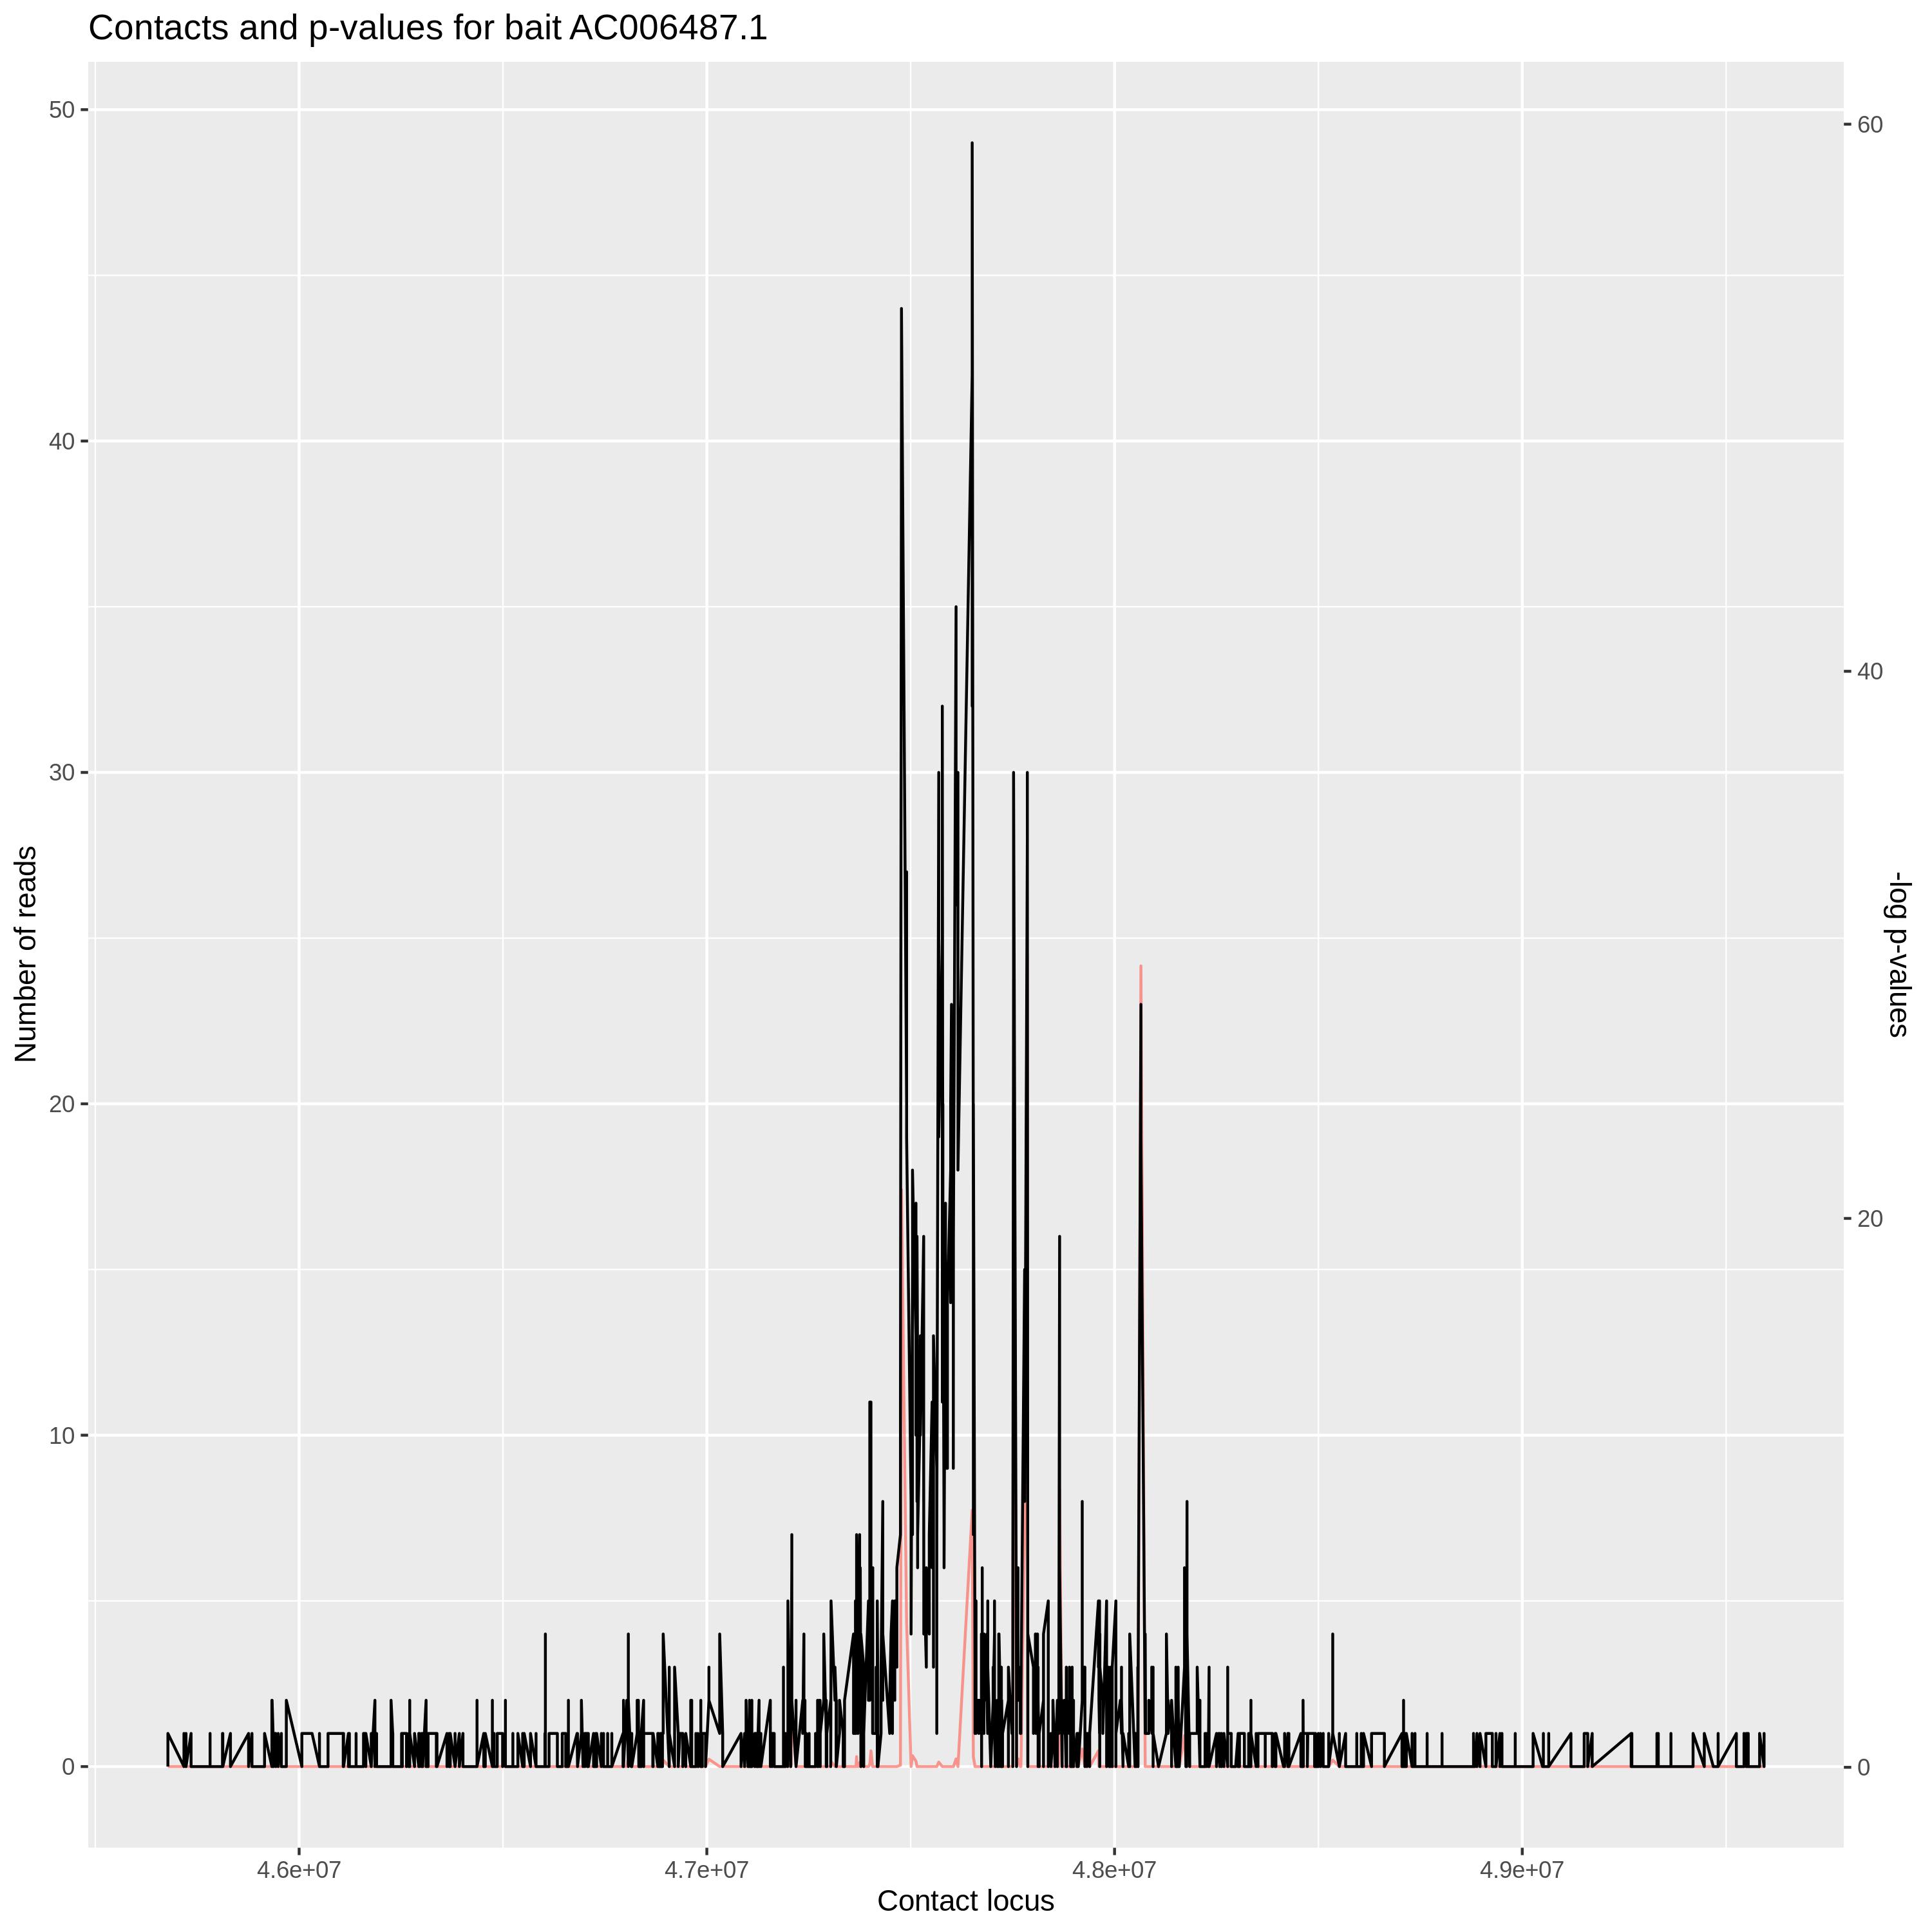 Contacts and p-values for bait AC006487.1
50
40
30
20
10
0
Number of reads
60
40
20
0
-log p-values
4.6e+07
4.7e+07
4.8e+07
4.9e+07
Contact locus